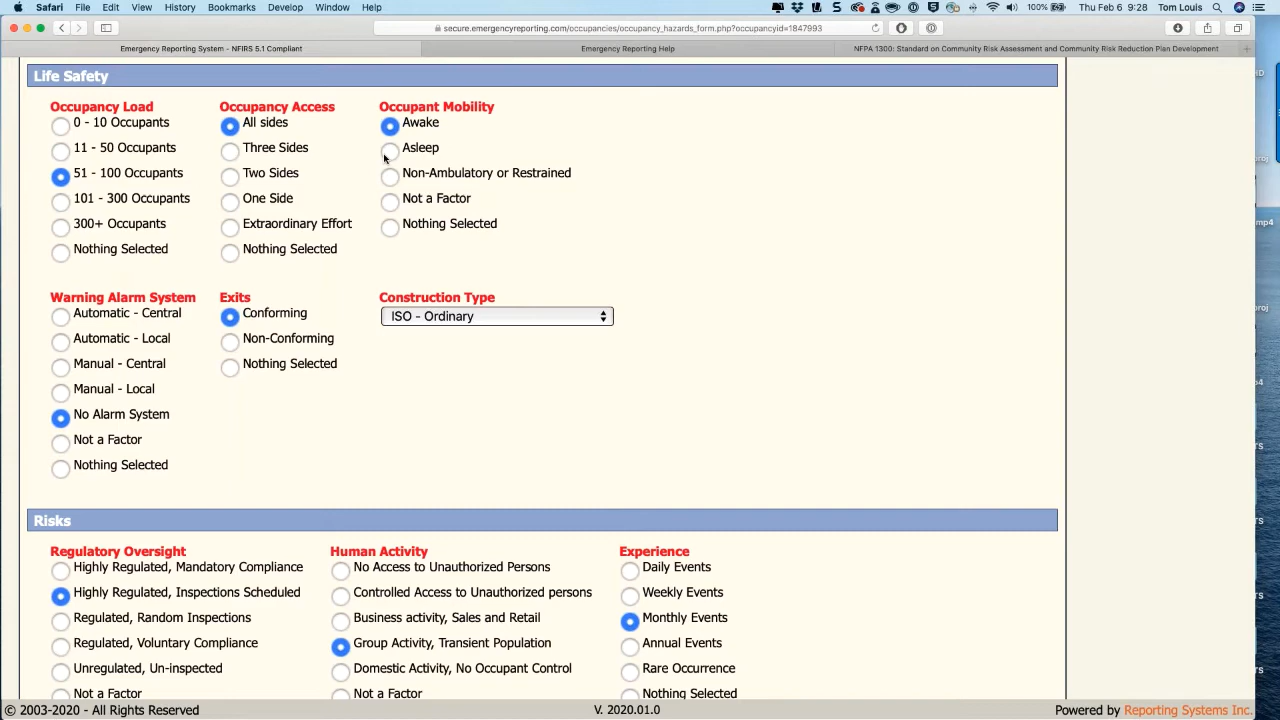 Safari File Edit View History Bookmarks Develop Window Help 100% Thu Feb 6 9:28 Tom Louis
secure.emergencyreporting.com/occupancies/occupancy_hazards_form.php?occupancyid=1847993
Emergency Reporting System - NFIRS 5.1 Compliant Emergency Reporting Help NFPA 1300: Standard on Community Risk Assessment and Community Risk Reduction Plan Development
Life Safety
Occupancy Load Occupancy Access Occupant Mobility
0 - 10 Occupants All sides Awake
11 - 50 Occupants Three Sides Asleep
51 - 100 Occupants Two Sides Non-Ambulatory or Restrained
101 - 300 Occupants One Side Not a Factor
300+ Occupants Extraordinary Effort Nothing Selected
Nothing Selected Nothing Selected
Warning Alarm System Exits Construction Type
Automatic - Central Conforming ISO - Ordinary
Automatic - Local Non-Conforming
Manual - Central Nothing Selected
Manual - Local
No Alarm System
Not a Factor
Nothing Selected
Risks
Regulatory Oversight Human Activity Experience
Highly Regulated, Mandatory Compliance No Access to Unauthorized Persons Daily Events
Highly Regulated, Inspections Scheduled Controlled Access to Unauthorized persons Weekly Events
Regulated, Random Inspections Business activity, Sales and Retail Monthly Events
Regulated, Voluntary Compliance Group Activity, Transient Population Annual Events
Unregulated, Un-inspected Domestic Activity, No Occupant Control Rare Occurrence
Not a Factor Not a Factor Nothing Selected
© 2003-2020 - All Rights Reserved V. 2020.01.0 Powered by Reporting Systems Inc.